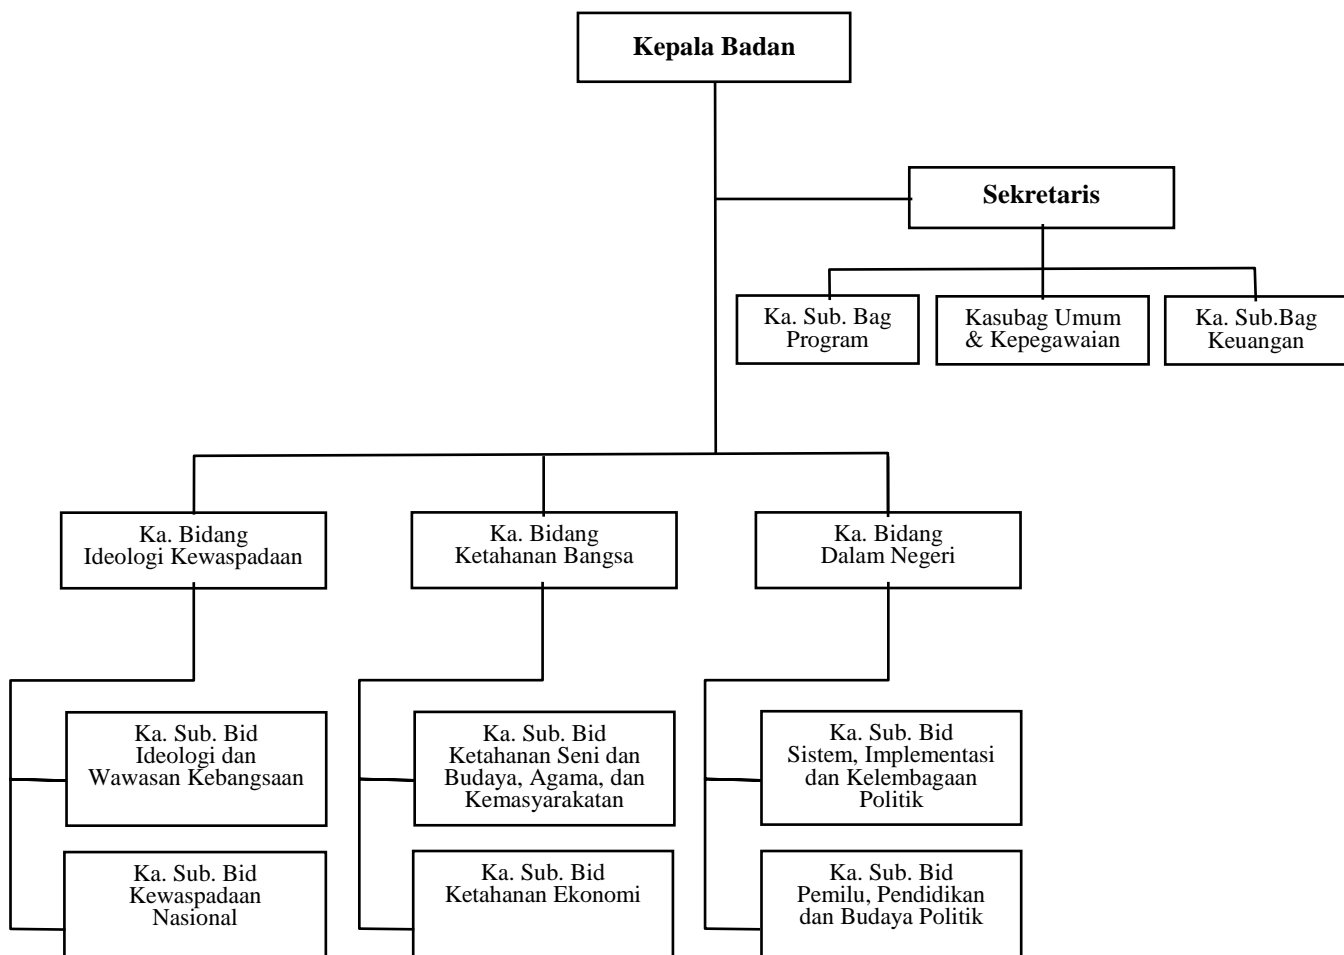 Kepala Badan
Sekretaris
Ka. Sub. Bag
Program
Kasubag Umum
& Kepegawaian
Ka. Sub.Bag
Keuangan
Ka. Bidang
Ideologi Kewaspadaan
Ka. Bidang
Ketahanan Bangsa
Ka. Bidang
Dalam Negeri
Ka. Sub. Bid
Ideologi dan
Wawasan Kebangsaan
Ka. Sub. Bid
Ketahanan Seni dan
Budaya, Agama, dan
Kemasyarakatan
Ka. Sub. Bid
Sistem, Implementasi
dan Kelembagaan
Politik
Ka. Sub. Bid
Kewaspadaan
Nasional
Ka. Sub. Bid
Ketahanan Ekonomi
Ka. Sub. Bid
Pemilu, Pendidikan
dan Budaya Politik